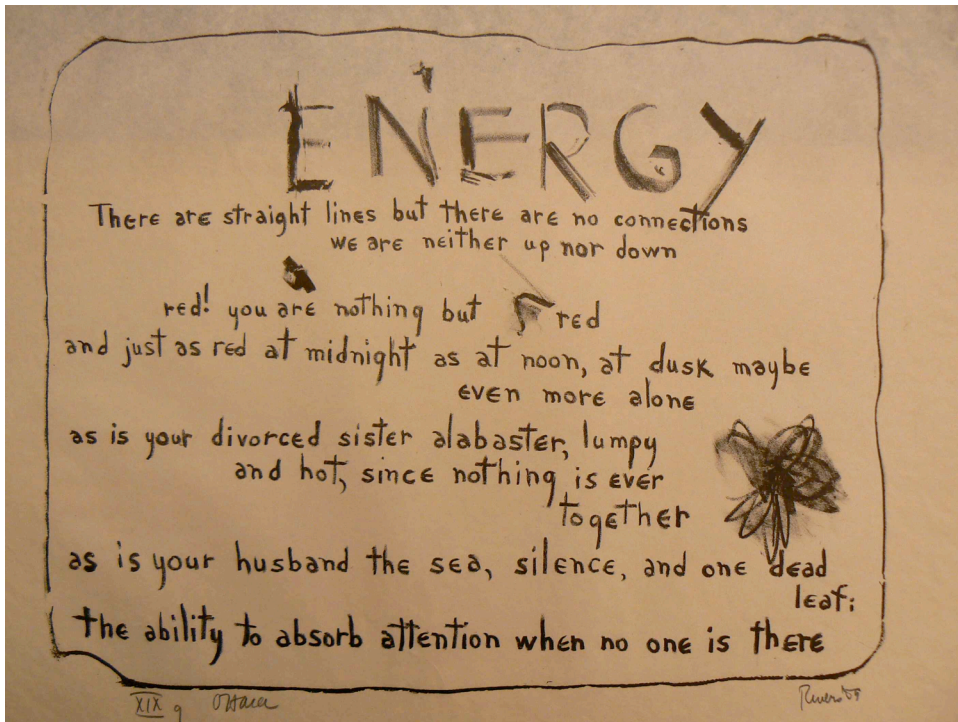 ENERGY
There are straight lines but there are no connections
we are neither up nor down
red! you are nothing but red
and just as red at midnight as at noon, at dusk maybe
even more alone
as is your divorced sister alabaster, lumpy
and hot, since nothing is ever
together
as is your husband the sea, silence, and one dead
leaf:
the ability to absorb attention when no one is there
XIX 9 O'Hara Rivers 59